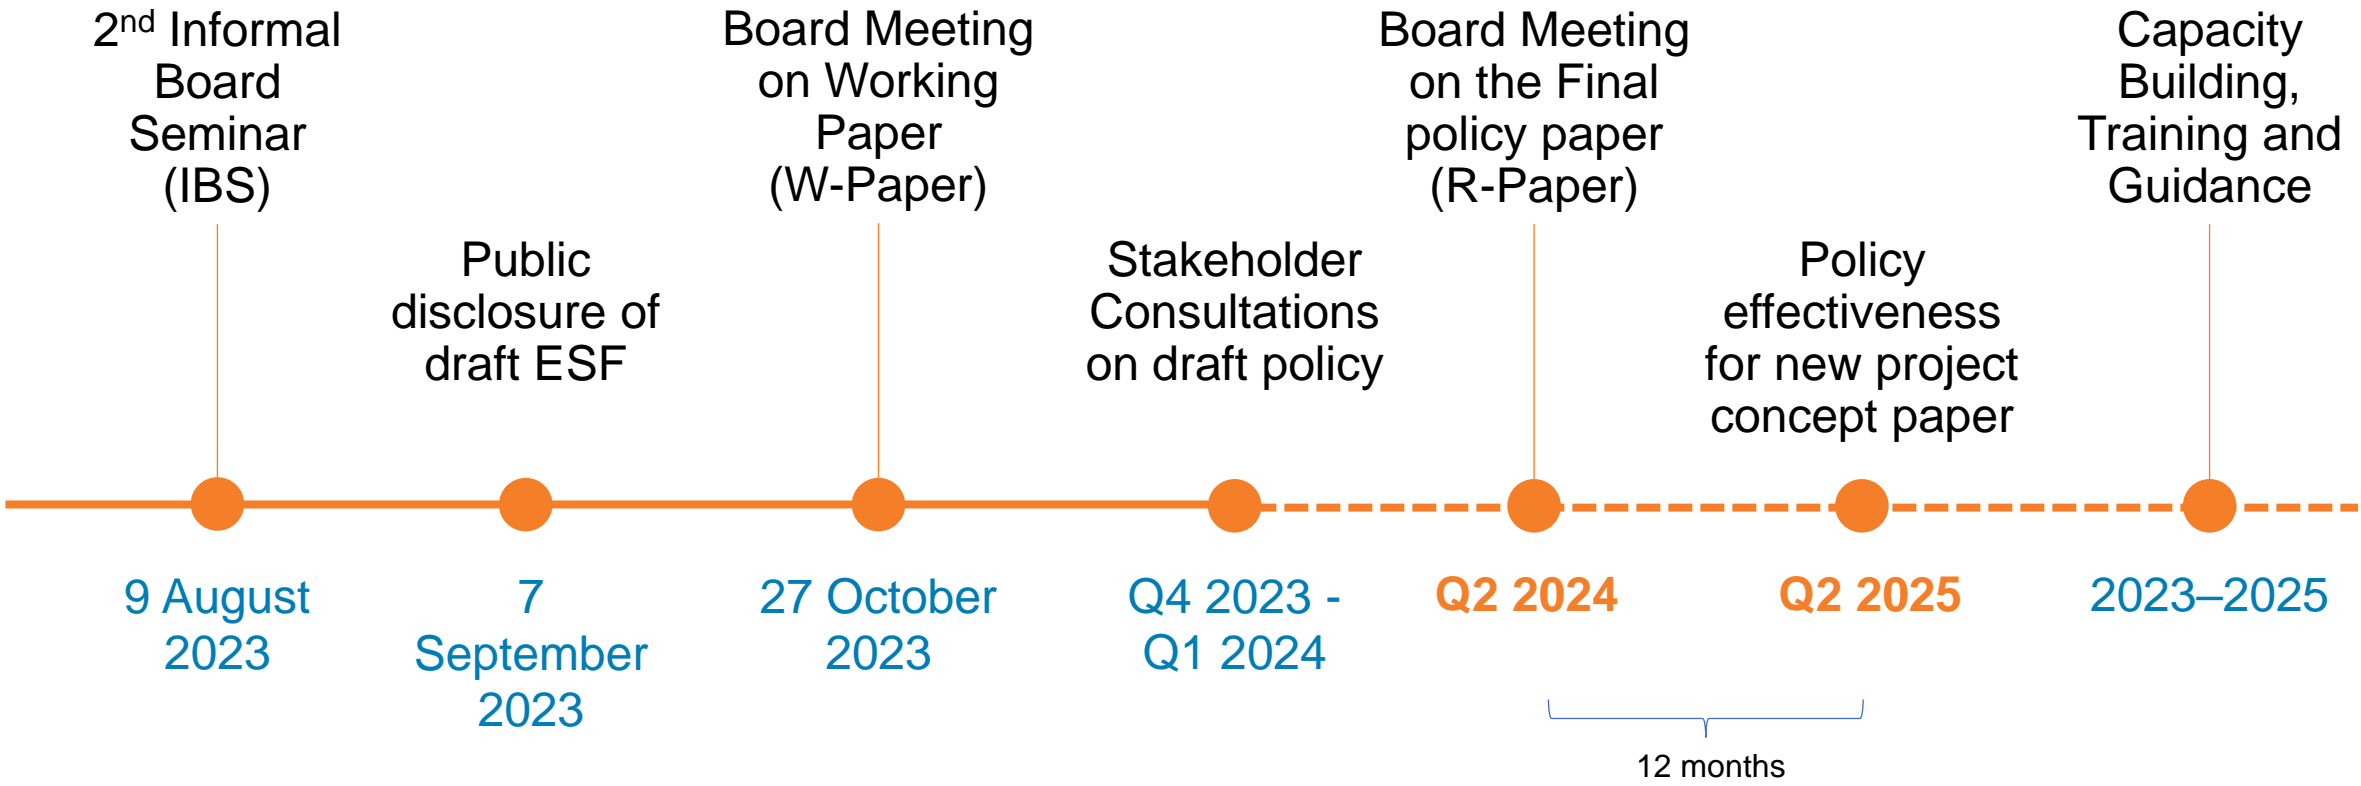 2nd Informal
Board
Seminar
(IBS)
Public
disclosure of
draft ESF
Board Meeting
on Working
Paper
(W-Paper)
Stakeholder
Consultations
on draft policy
Board Meeting
on the Final
policy paper
(R-Paper)
Policy
effectiveness
for new project
concept paper
Capacity
Building,
Training and
Guidance
9 August
2023
7
September
2023
27 October
2023
Q4 2023 -
Q1 2024
Q2 2024
Q2 2025
2023–2025
12 months